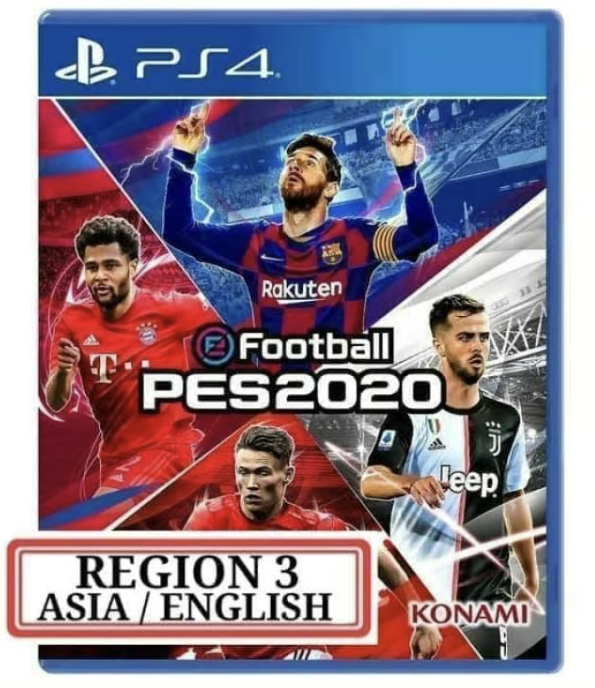 PS4
Rakuten
eFootball
PES2020
T
Jeep
REGION 3
ASIA / ENGLISH
KONAMI